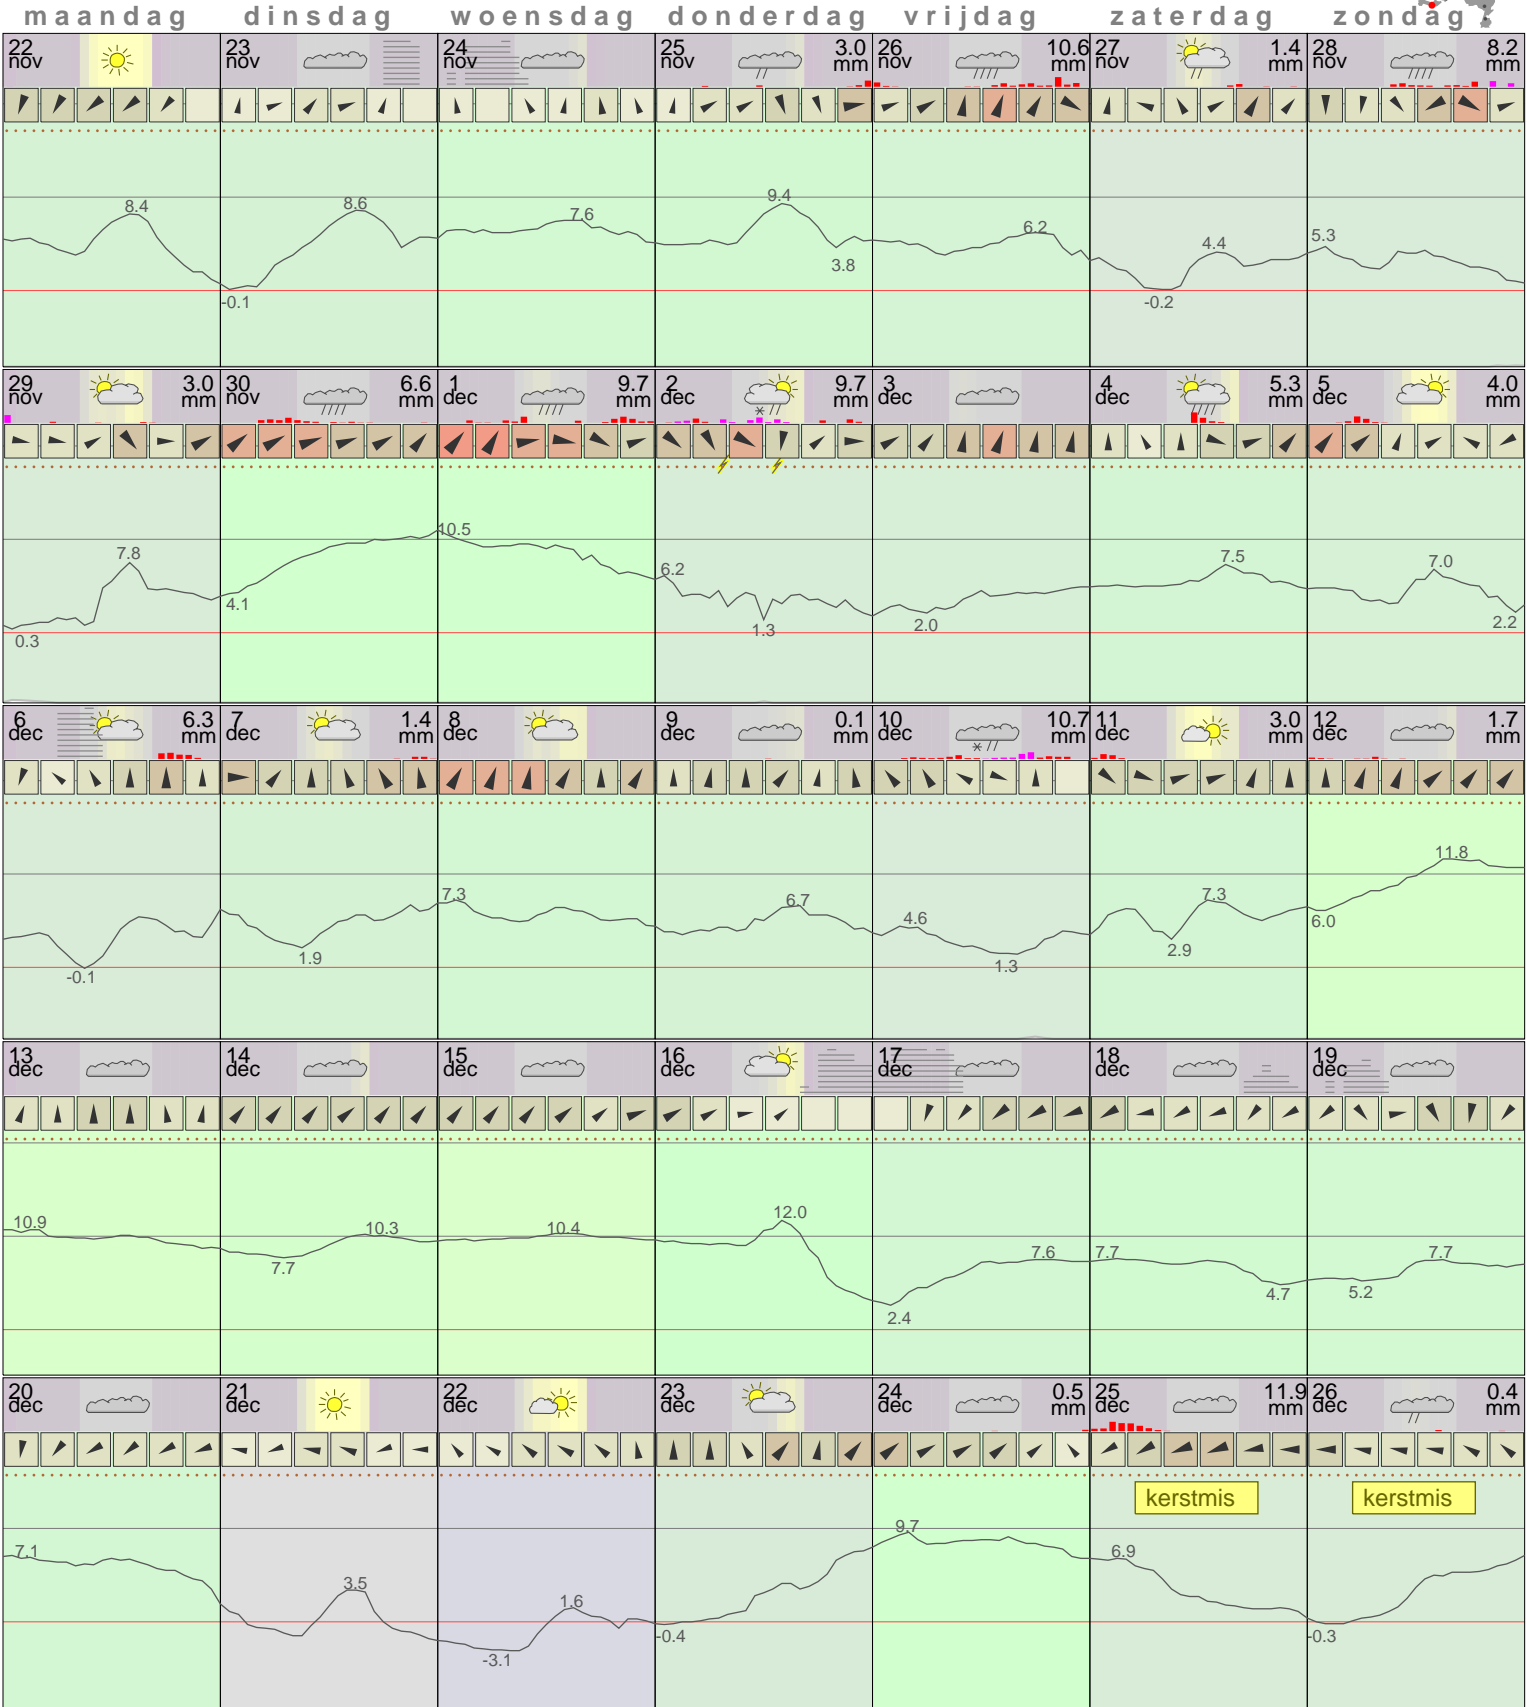 maandag dinsdag woensdag donderdag vrijdag zaterdag zondag
22 nov 23 nov 24 nov 25 nov 3.0 mm 26 nov 10.6 mm 27 nov 1.4 mm 28 nov 8.2 mm
8.4 -0.1 8.6 7.6 9.4 3.8 6.2 -0.2 4.4 5.3
29 nov 3.0 mm 30 nov 6.6 mm 1 dec 9.7 mm 2 dec 9.7 mm 3 dec 4 dec 5.3 mm 5 dec 4.0 mm
0.3 7.8 4.1 10.5 6.2 1.3 2.0 7.5 7.0 2.2
6 dec 6.3 mm 7 dec 1.4 mm 8 dec 9 dec 0.1 mm 10 dec 10.7 mm 11 dec 3.0 mm 12 dec 1.7 mm
-0.1 1.9 7.3 6.7 4.6 1.3 2.9 7.3 6.0 11.8
13 dec 14 dec 15 dec 16 dec 17 dec 18 dec 19 dec
10.9 7.7 10.3 10.4 12.0 2.4 7.6 7.7 4.7 5.2 7.7
20 dec 21 dec 22 dec 23 dec 24 dec 0.5 mm 25 dec 11.9 mm 26 dec 0.4 mm
kerstmis kerstmis
7.1 3.5 -3.1 1.6 -0.4 9.7 6.9 -0.3